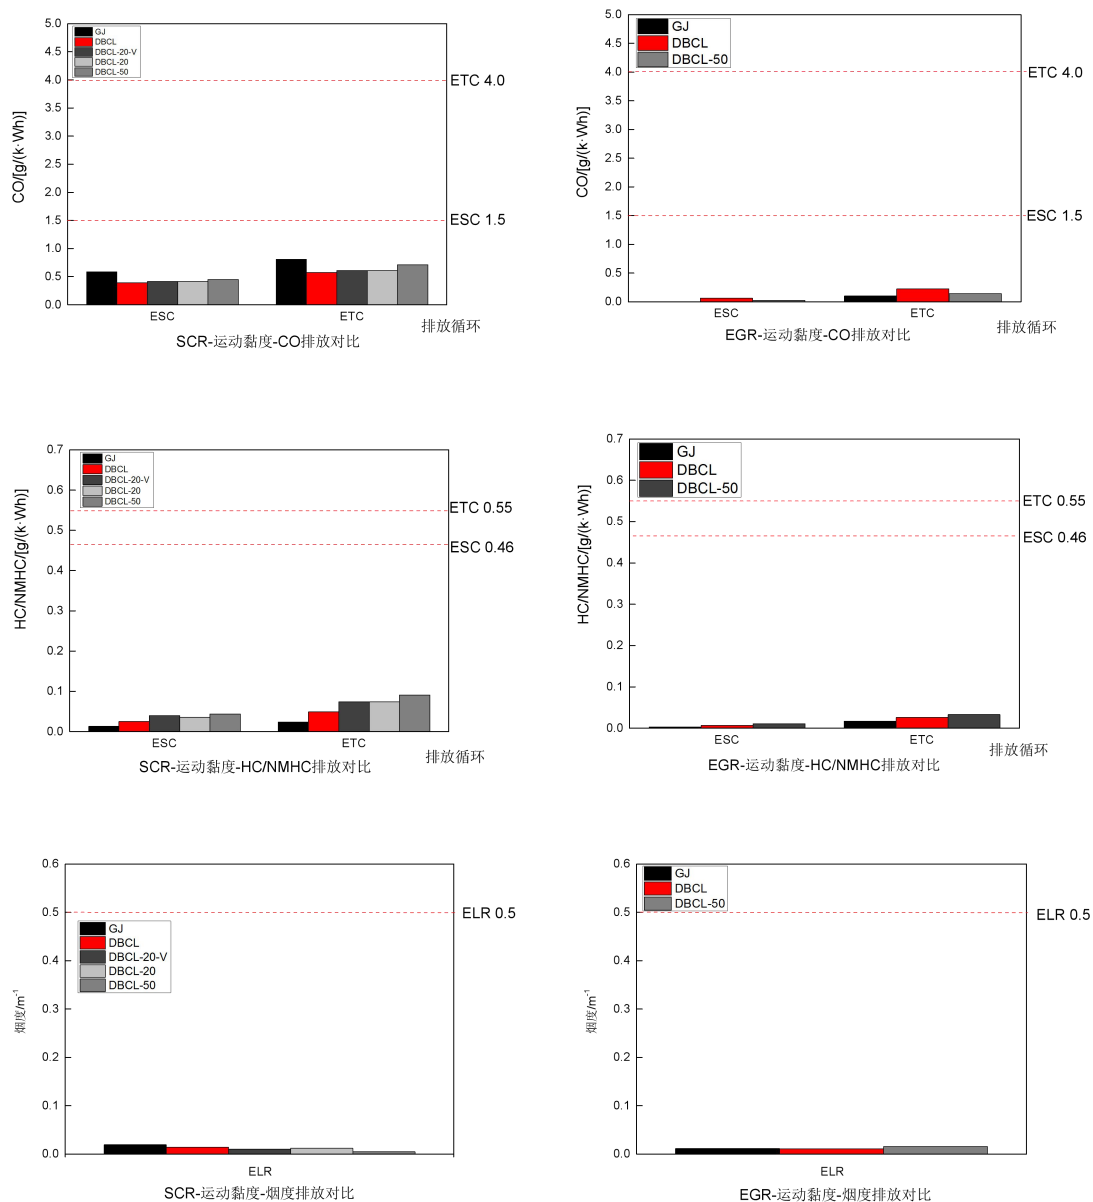 5.0
4.5
4.0
3.5
3.0
2.5
2.0
1.5
1.0
0.5
0.0
CO/[g/(k·Wh)]
GJ
DBCL
DBCL-20-V
DBCL-20
DBCL-50
ETC 4.0
ESC 1.5
ESC
ETC
排放循环
SCR-运动黏度-CO排放对比
5.0
4.5
4.0
3.5
3.0
2.5
2.0
1.5
1.0
0.5
0.0
CO/[g/(k·Wh)]
GJ
DBCL
DBCL-50
ETC 4.0
ESC 1.5
ESC
ETC
排放循环
EGR-运动黏度-CO排放对比
0.7
0.6
0.5
0.4
0.3
0.2
0.1
0.0
HC/NMHC/[g/(k·Wh)]
GJ
DBCL
DBCL-20-V
DBCL-20
DBCL-50
ETC 0.55
ESC 0.46
ESC
ETC
排放循环
SCR-运动黏度-HC/NMHC排放对比
0.7
0.6
0.5
0.4
0.3
0.2
0.1
0.0
HC/NMHC/[g/(k·Wh)]
GJ
DBCL
DBCL-50
ETC 0.55
ESC 0.46
ESC
ETC
排放循环
EGR-运动黏度-HC/NMHC排放对比
0.6
0.5
0.4
0.3
0.2
0.1
0.0
烟度/m⁻¹
GJ
DBCL
DBCL-20-V
DBCL-20
DBCL-50
ELR 0.5
ELR
SCR-运动黏度-烟度排放对比
0.6
0.5
0.4
0.3
0.2
0.1
0.0
烟度/m⁻¹
GJ
DBCL
DBCL-50
ELR 0.5
ELR
EGR-运动黏度-烟度排放对比